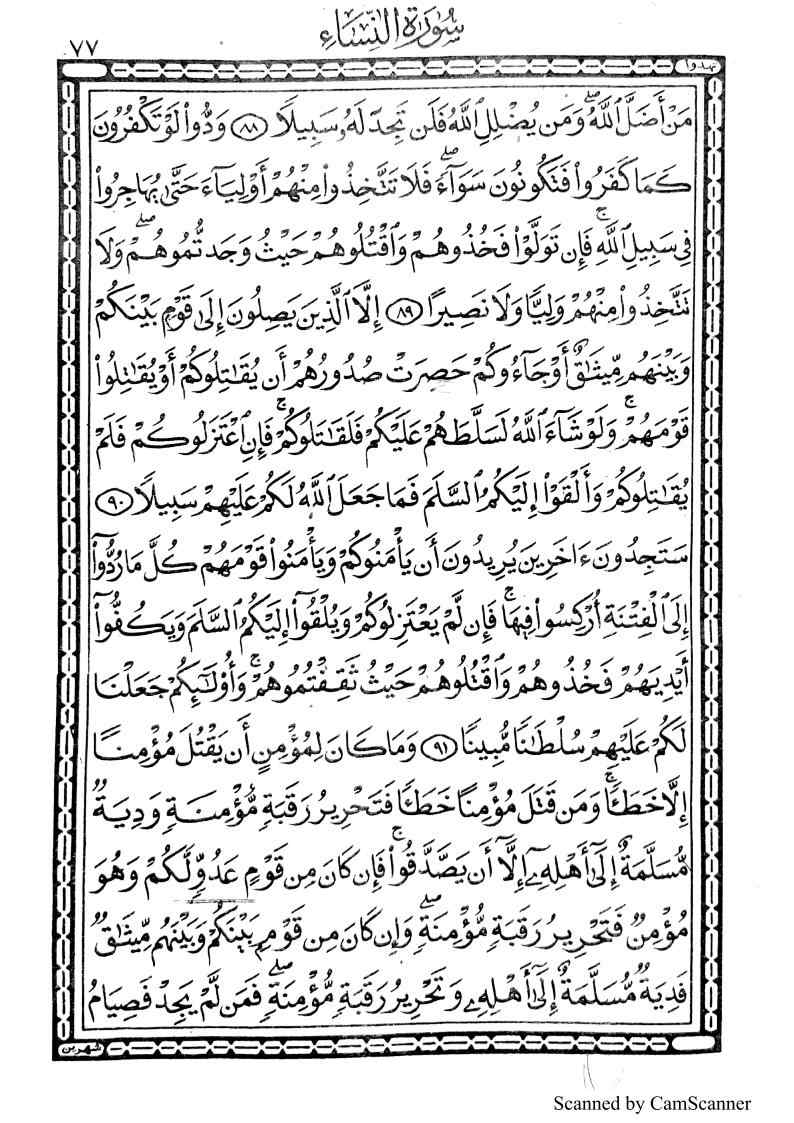 سُورَةُ النِّسَاءِ
٧٧
تهدوا
مَنْ أَضَلَّ ٱللَّهُ ۖ وَمَن يُضْلِلِ ٱللَّهُ فَلَن تَجِدَ لَهُۥ سَبِيلًا ٨٨ وَدُّوا۟ لَوْ تَكْفُرُونَ
كَمَا كَفَرُوا۟ فَتَكُونُونَ سَوَآءً ۖ فَلَا تَتَّخِذُوا۟ مِنْهُمْ أَوْلِيَآءَ حَتَّىٰ يُهَاجِرُوا۟
فِى سَبِيلِ ٱللَّهِ ۚ فَإِن تَوَلَّوْا۟ فَخُذُوهُمْ وَٱقْتُلُوهُمْ حَيْثُ وَجَدتُّمُوهُمْ ۖ وَلَا
تَتَّخِذُوا۟ مِنْهُمْ وَلِيًّا وَلَا نَصِيرًا ٨٩ إِلَّا ٱلَّذِينَ يَصِلُونَ إِلَىٰ قَوْمٍ بَيْنَكُمْ
وَبَيْنَهُم مِّيثَٰقٌ أَوْ جَآءُوكُمْ حَصِرَتْ صُدُورُهُمْ أَن يُقَٰتِلُوكُمْ أَوْ يُقَٰتِلُوا۟
قَوْمَهُمْ ۚ وَلَوْ شَآءَ ٱللَّهُ لَسَلَّطَهُمْ عَلَيْكُمْ فَلَقَٰتَلُوكُمْ ۚ فَإِنِ ٱعْتَزَلُوكُمْ فَلَمْ
يُقَٰتِلُوكُمْ وَأَلْقَوْا۟ إِلَيْكُمُ ٱلسَّلَمَ فَمَا جَعَلَ ٱللَّهُ لَكُمْ عَلَيْهِمْ سَبِيلًا ٩٠
سَتَجِدُونَ ءَاخَرِينَ يُرِيدُونَ أَن يَأْمَنُوكُمْ وَيَأْمَنُوا۟ قَوْمَهُمْ كُلَّ مَا رُدُّوٓا۟
إِلَى ٱلْفِتْنَةِ أُرْكِسُوا۟ فِيهَا ۚ فَإِن لَّمْ يَعْتَزِلُوكُمْ وَيُلْقُوٓا۟ إِلَيْكُمُ ٱلسَّلَمَ وَيَكُفُّوٓا۟
أَيْدِيَهُمْ فَخُذُوهُمْ وَٱقْتُلُوهُمْ حَيْثُ ثَقِفْتُمُوهُمْ ۚ وَأُو۟لَٰٓئِكُمْ جَعَلْنَا
لَكُمْ عَلَيْهِمْ سُلْطَٰنًا مُّبِينًا ٩١ وَمَا كَانَ لِمُؤْمِنٍ أَن يَقْتُلَ مُؤْمِنًا
إِلَّا خَطَـًٔا ۚ وَمَن قَتَلَ مُؤْمِنًا خَطَـًٔا فَتَحْرِيرُ رَقَبَةٍ مُّؤْمِنَةٍ وَدِيَةٌ
مُّسَلَّمَةٌ إِلَىٰٓ أَهْلِهِۦٓ إِلَّآ أَن يَصَّدَّقُوا۟ ۚ فَإِن كَانَ مِن قَوْمٍ عَدُوٍّ لَّكُمْ وَهُوَ
مُؤْمِنٌ فَتَحْرِيرُ رَقَبَةٍ مُّؤْمِنَةٍ ۖ وَإِن كَانَ مِن قَوْمٍ بَيْنَكُمْ وَبَيْنَهُم مِّيثَٰقٌ
فَدِيَةٌ مُّسَلَّمَةٌ إِلَىٰٓ أَهْلِهِۦ وَتَحْرِيرُ رَقَبَةٍ مُّؤْمِنَةٍ ۖ فَمَن لَّمْ يَجِدْ فَصِيَامُ
شهرين
Scanned by CamScanner